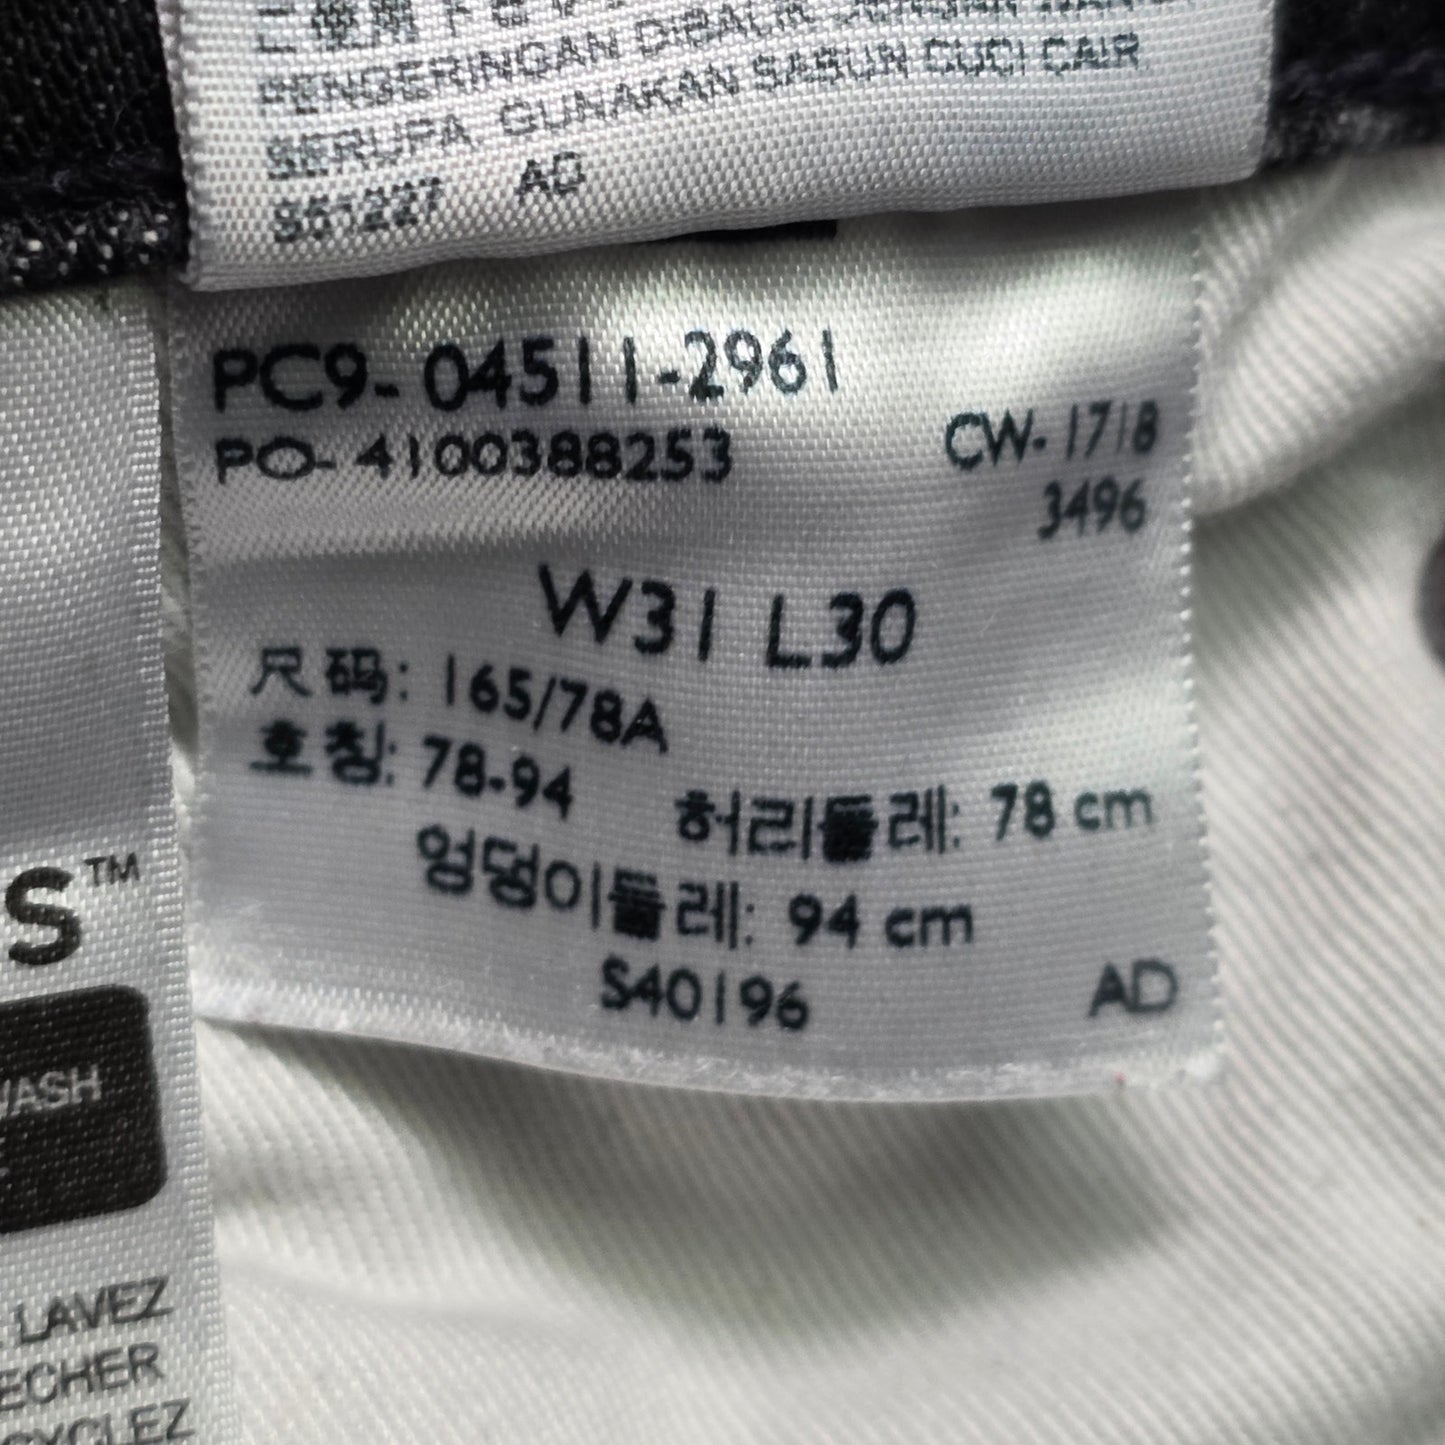 PENGERINGAN DIBALIK
SERUPA GUNAKAN SABUN CUCI CAIR
S61227 AD
PC9-04511-2961
PO-4100388253
CW-1718
3496
W31 L30
尺码: 165/78A
호칭: 78-94
허리둘레: 78 cm
엉덩이둘레: 94 cm
S40196 AD
S™
WASH
LAVEZ
ECHER
CYCLEZ